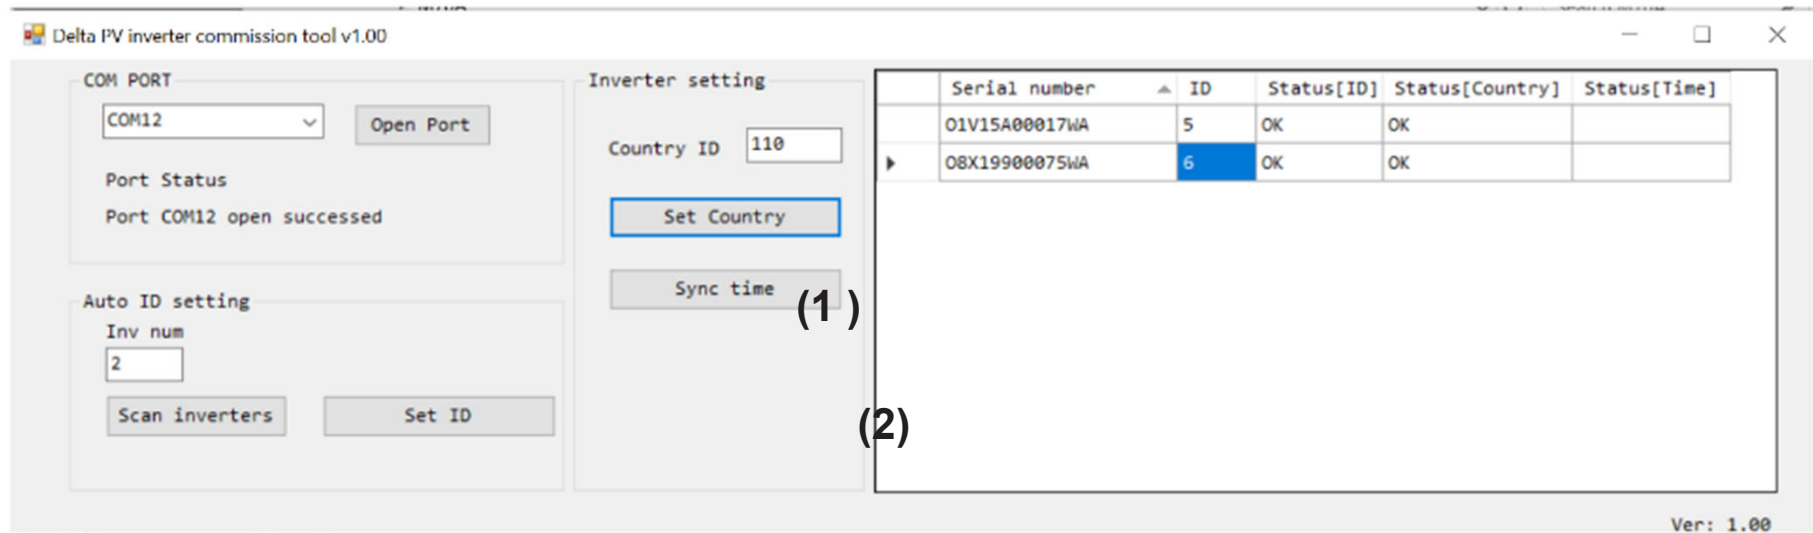 Delta PV inverter commission tool v1.00
COM PORT
COM12
Open Port
Port Status
Port COM12 open successed
Auto ID setting
Inv num
2
Scan inverters
Set ID
Inverter setting
Country ID
110
Set Country
Sync time
(1 )
(2)
Serial number ID Status[ID] Status[Country] Status[Time]
O1V15A00017WA 5 OK OK
O8X19900075WA 6 OK OK
Ver: 1.00